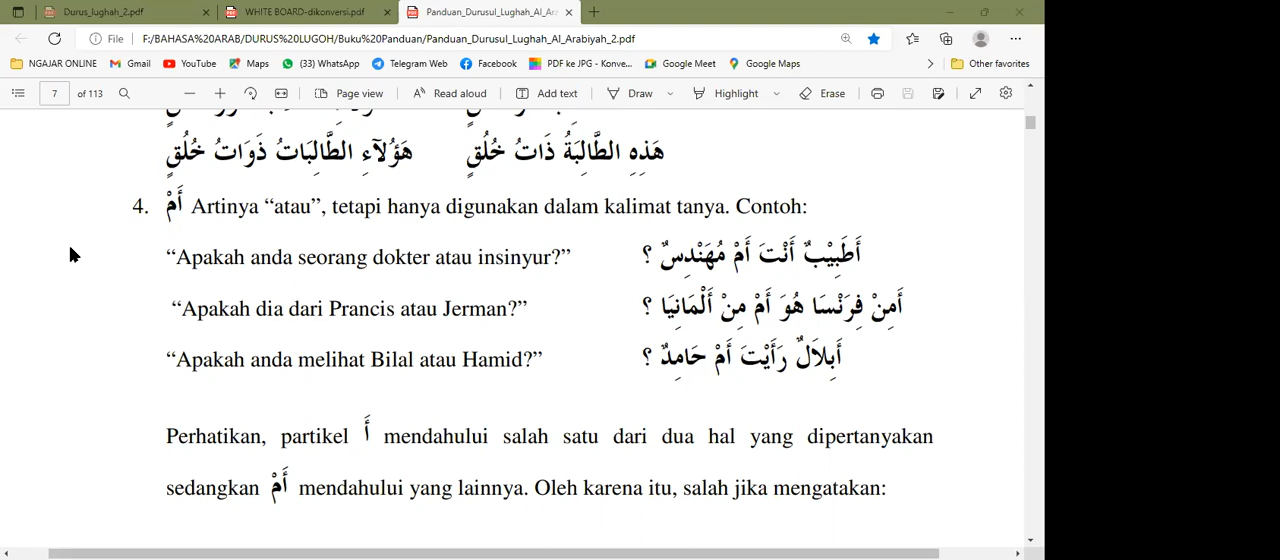 Durus_lughah_2.pdf WHITE BOARD-dikonversi.pdf Panduan_Durusul_Lughah_Al_Ar
File F:/BAHASA%20ARAB/DURUS%20LUGOH/Buku%20Panduan/Panduan_Durusul_Lughah_Al_Arabiyah_2.pdf
NGAJAR ONLINE Gmail YouTube Maps (33) WhatsApp Telegram Web Facebook PDF ke JPG - Konve... Google Meet Google Maps Other favorites
7 of 113 Page view Read aloud Add text Draw Highlight Erase
هَذِهِ الطَّالِبَةُ ذَاتُ خُلُقٍ هَؤُلآءِ الطَّالِبَاتُ ذَوَاتُ خُلُقٍ
4. أَمْ Artinya “atau”, tetapi hanya digunakan dalam kalimat tanya. Contoh:
“Apakah anda seorang dokter atau insinyur?” أَطَبِيْبٌ أَنْتَ أَمْ مُهَنْدِسٌ ؟
“Apakah dia dari Prancis atau Jerman?” أَمِنْ فِرَنْسَا هُوَ أَمْ مِنْ أَلْمَانِيَا ؟
“Apakah anda melihat Bilal atau Hamid?” أَبِلاَلٌ رَأَيْتَ أَمْ حَامِدٌ ؟
Perhatikan, partikel أَ mendahului salah satu dari dua hal yang dipertanyakan
sedangkan أَمْ mendahului yang lainnya. Oleh karena itu, salah jika mengatakan: